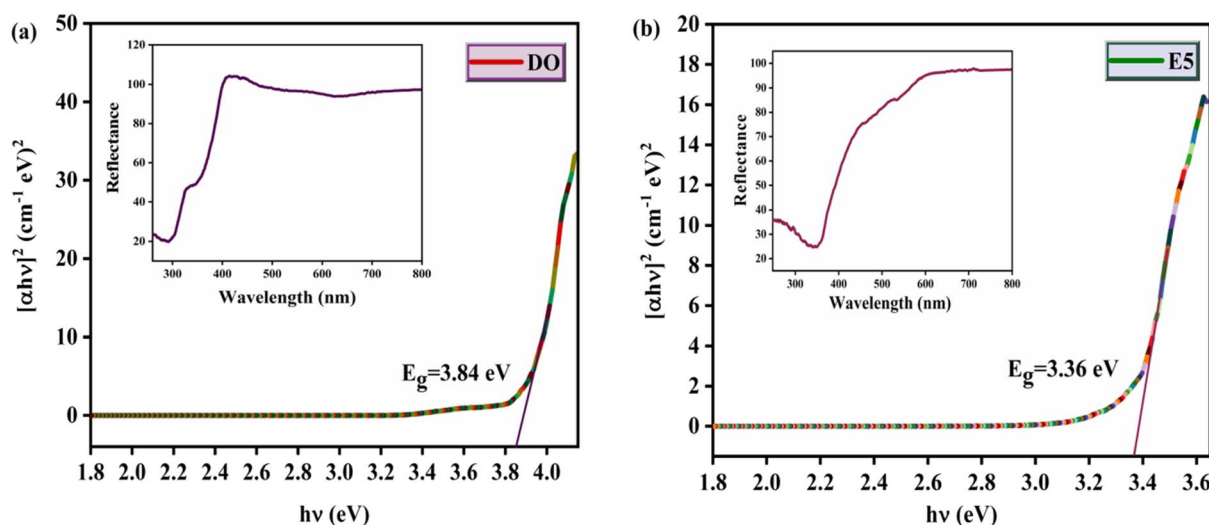 (a)
DO
[αhν]² (cm⁻¹ eV)²
50
40
30
20
10
0
Reflectance
120
100
80
60
40
20
300 400 500 600 700 800
Wavelength (nm)
Eg=3.84 eV
1.8 2.0 2.2 2.4 2.6 2.8 3.0 3.2 3.4 3.6 3.8 4.0
hν (eV)
(b)
E5
[αhν]² (cm⁻¹ eV)²
20
18
16
14
12
10
8
6
4
2
0
Reflectance
100
90
80
70
60
50
40
30
20
300 400 500 600 700 800
Wavelength (nm)
Eg=3.36 eV
1.8 2.0 2.2 2.4 2.6 2.8 3.0 3.2 3.4 3.6
hν (eV)